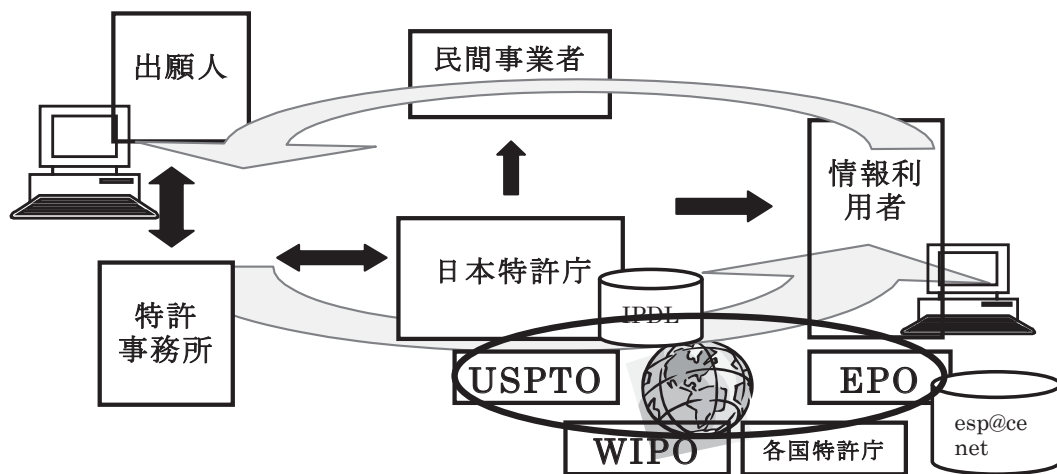 出願人
民間事業者
情報利
用者
日本特許庁
IPDL
特許
事務所
USPTO
EPO
WIPO
各国特許庁
esp@ce
net